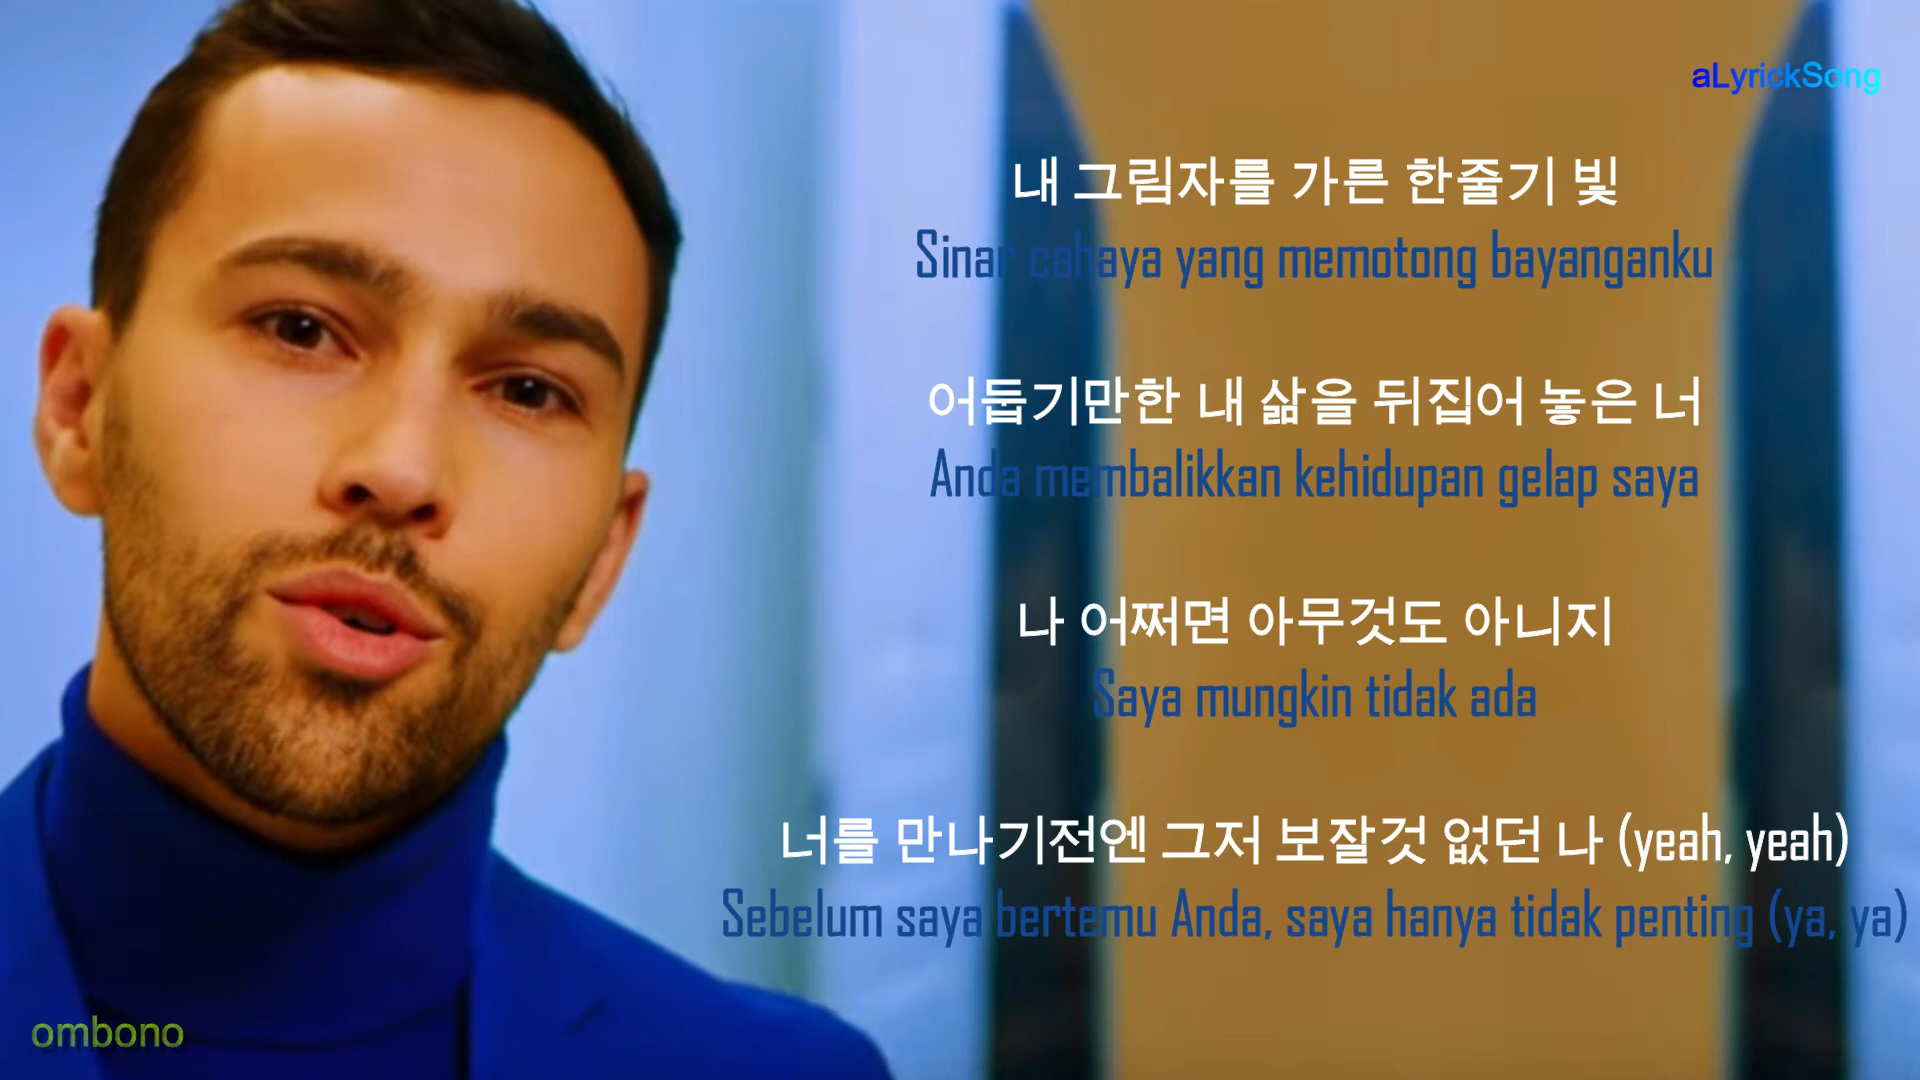 aLyrickSong
내 그림자를 가른 한줄기 빛
Sinar cahaya yang memotong bayanganku
어둡기만한 내 삶을 뒤집어 놓은 너
Anda membalikkan kehidupan gelap saya
나 어쩌면 아무것도 아니지
Saya mungkin tidak ada
너를 만나기전엔 그저 보잘것 없던 나 (yeah, yeah)
Sebelum saya bertemu Anda, saya hanya tidak penting (ya, ya)
ombono